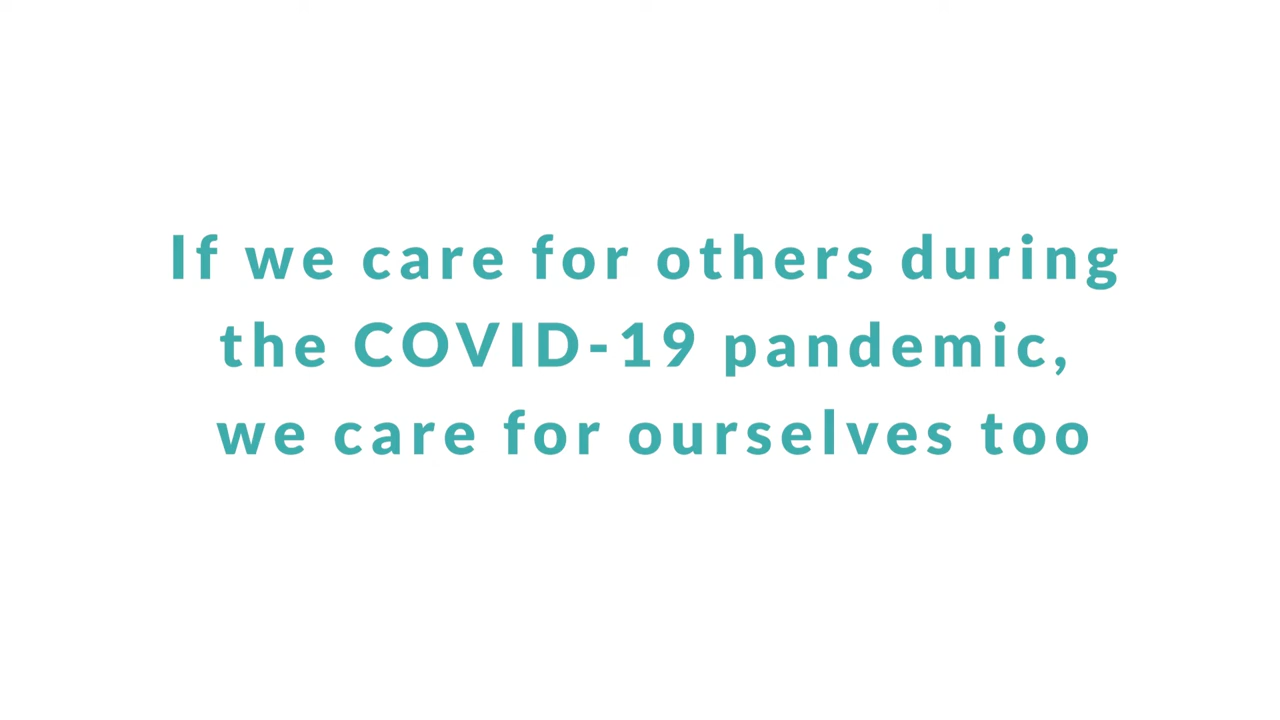 If we care for others during
the COVID-19 pandemic,
we care for ourselves too